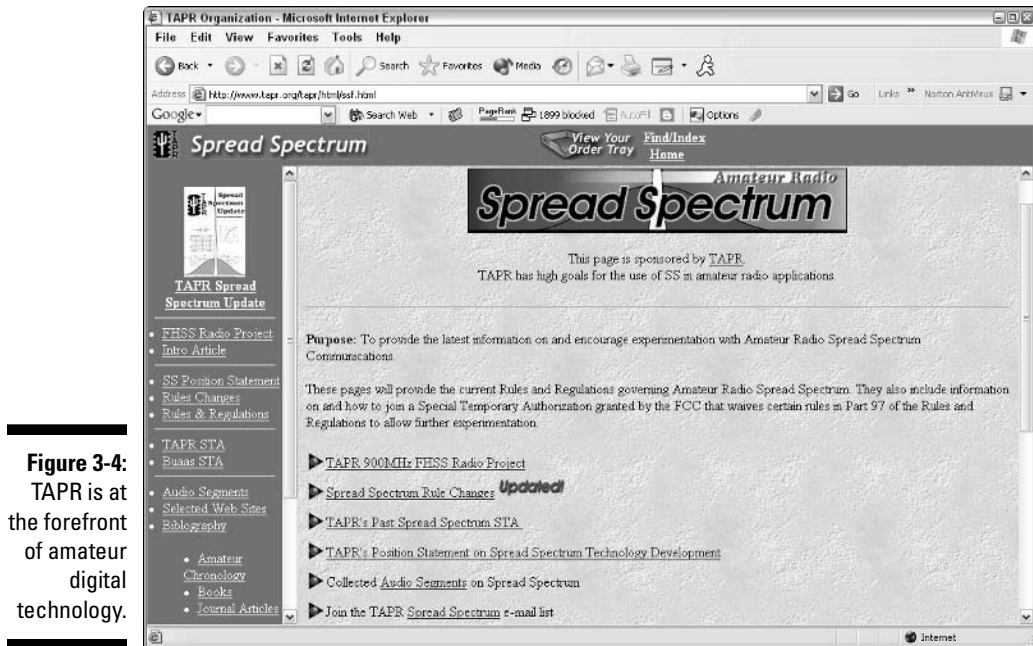 TAPR Organization - Microsoft Internet Explorer
File Edit View Favorites Tools Help
Back Search Favorites Media
Address http://www.tapr.org/tapr/html/ssf.html Go Links » Norton AntiVirus
Google Search Web PageRank 1899 blocked AutoFill Options
Spread Spectrum
View Your
Order Tray
Find/Index
Home
Spread
Spectrum
Update
TAPR Spread
Spectrum Update
• FHSS Radio Project
• Intro Article
• SS Position Statement
• Rules Changes
• Rules & Regulations
• TAPR STA
• Buaas STA
• Audio Segments
• Selected Web Sites
• Biblography
• Amateur
Chronology
• Books
• Journal Articles
Amateur Radio
Spread Spectrum
This page is sponsored by TAPR.
TAPR has high goals for the use of SS in amateur radio applications.
Purpose: To provide the latest information on and encourage experimentation with Amateur Radio Spread Spectrum
Communications.
These pages will provide the current Rules and Regulations governing Amateur Radio Spread Spectrum. They also include information
on and how to join a Special Temporary Authorization granted by the FCC that waives certain rules in Part 97 of the Rules and
Regulations to allow further experimentation.
TAPR 900MHz FHSS Radio Project
Spread Spectrum Rule Changes Updated!
TAPR's Past Spread Spectrum STA
TAPR's Position Statement on Spread Spectrum Technology Development
Collected Audio Segments on Spread Spectrum
Join the TAPR Spread Spectrum e-mail list
Internet
Figure 3-4:
TAPR is at
the forefront
of amateur
digital
technology.